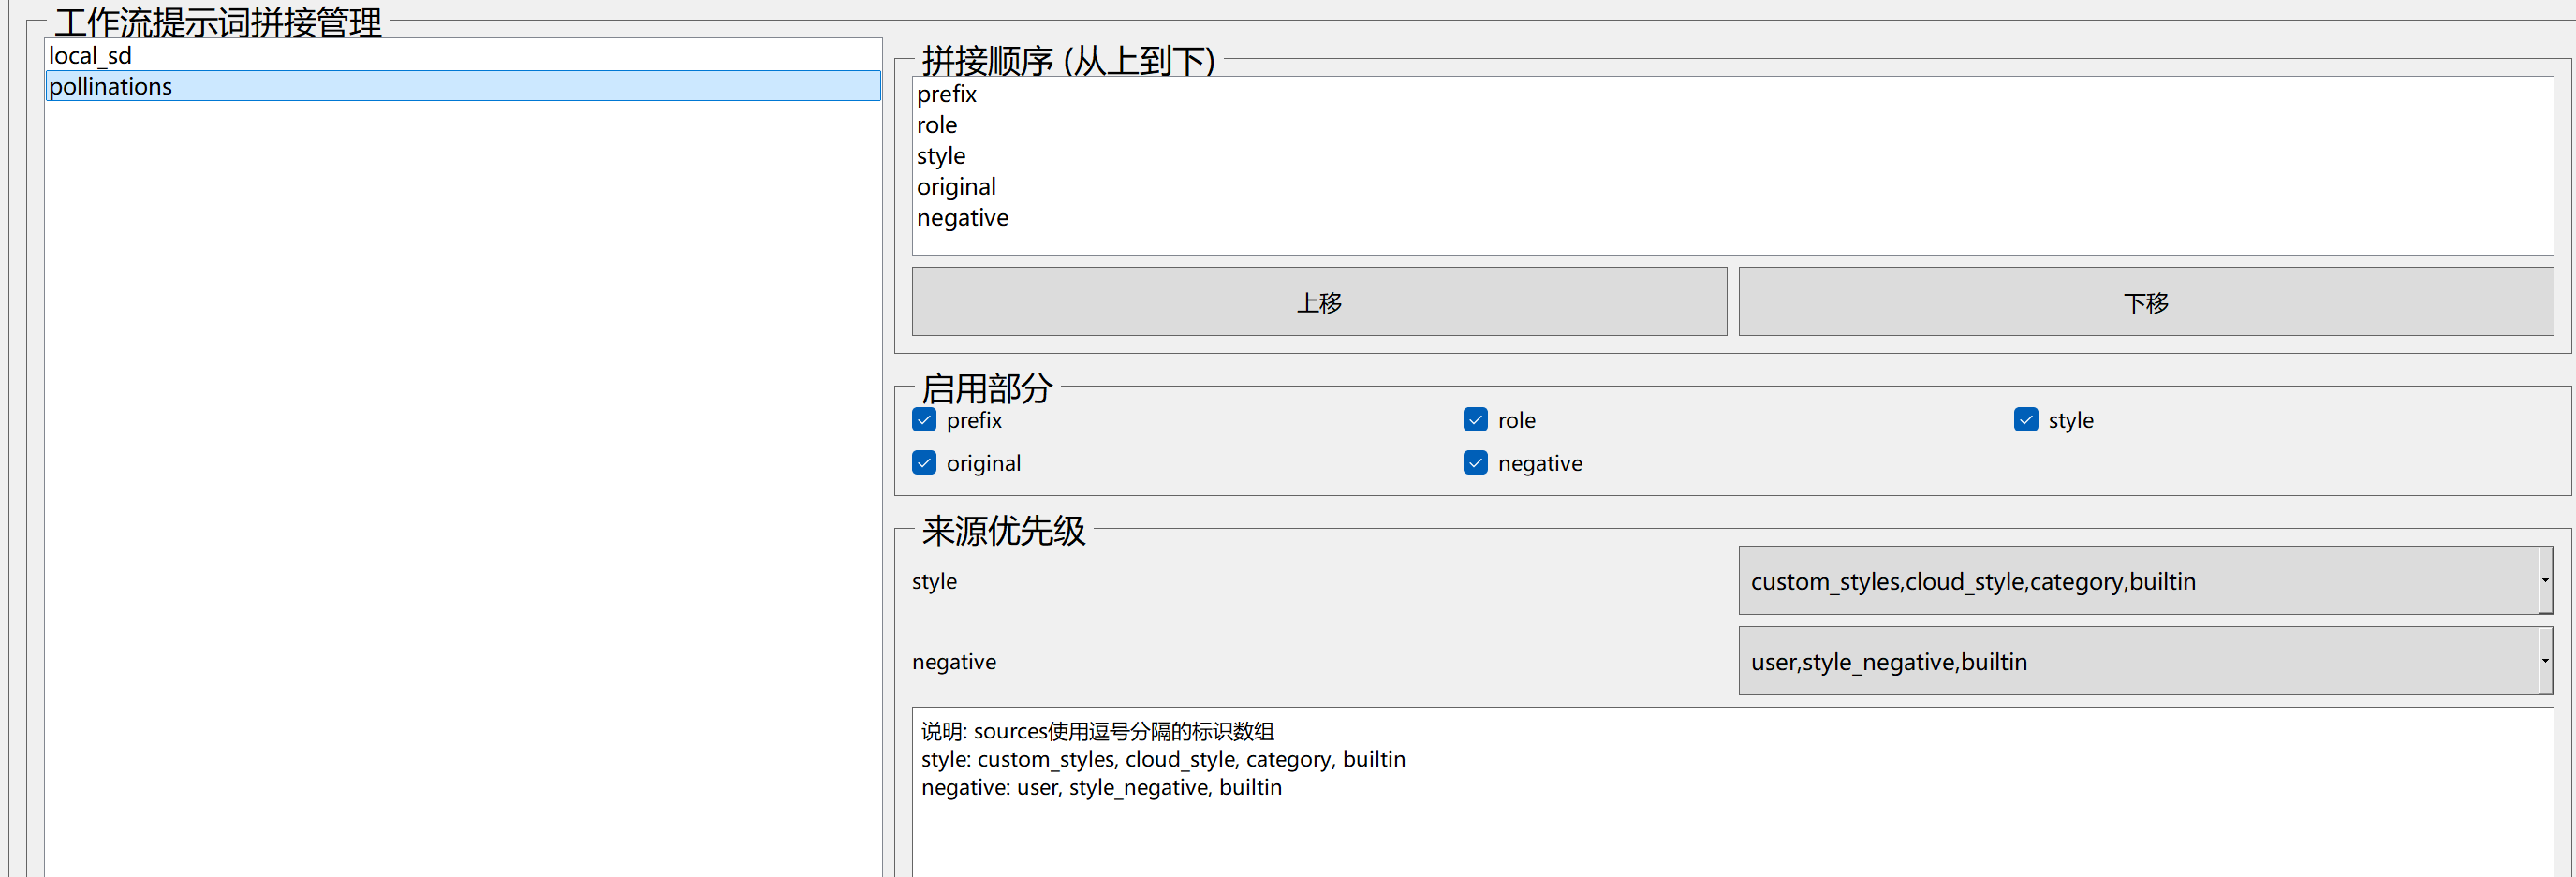 工作流提示词拼接管理
local_sd
pollinations
拼接顺序 (从上到下)
prefix
role
style
original
negative
上移
下移
启用部分
prefix
role
style
original
negative
来源优先级
style
custom_styles,cloud_style,category,builtin
negative
user,style_negative,builtin
说明: sources使用逗号分隔的标识数组
style: custom_styles, cloud_style, category, builtin
negative: user, style_negative, builtin